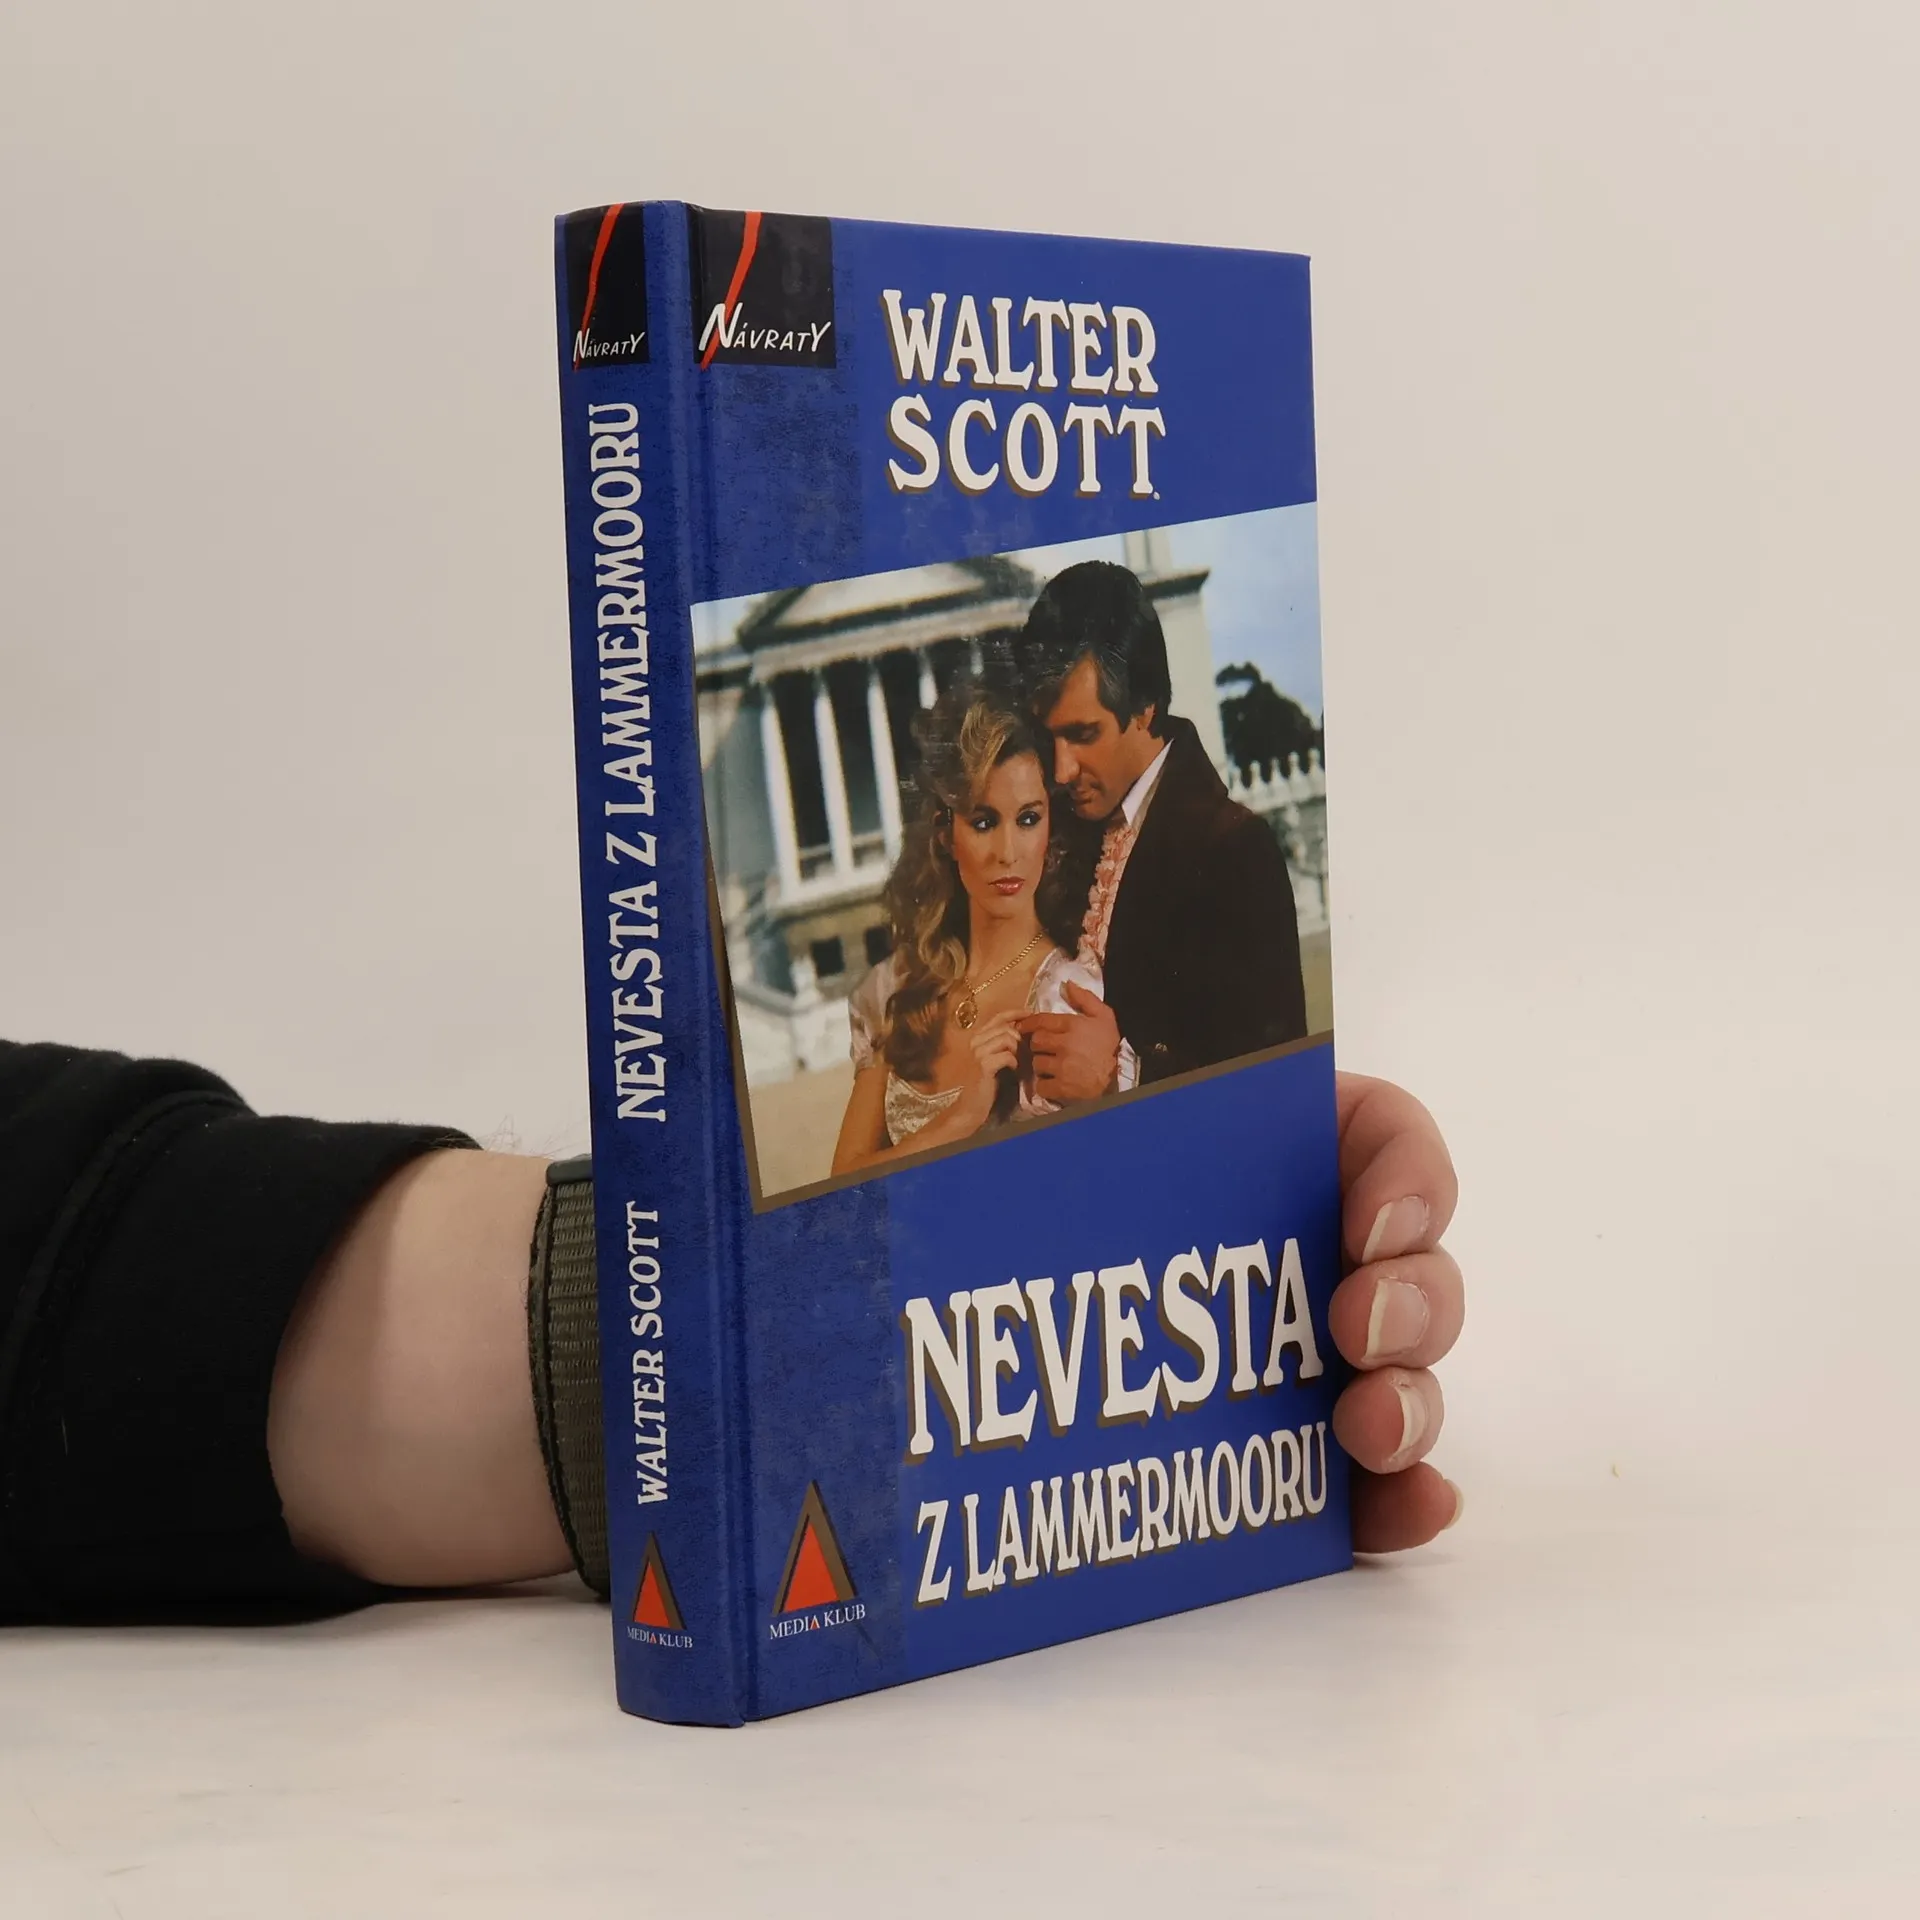 NÁVRATY
NEVESTA Z LAMMERMOORU
WALTER SCOTT
MEDIA KLUB
NÁVRATY
WALTER
SCOTT
NEVESTA
Z LAMMERMOORU
MEDIA KLUB